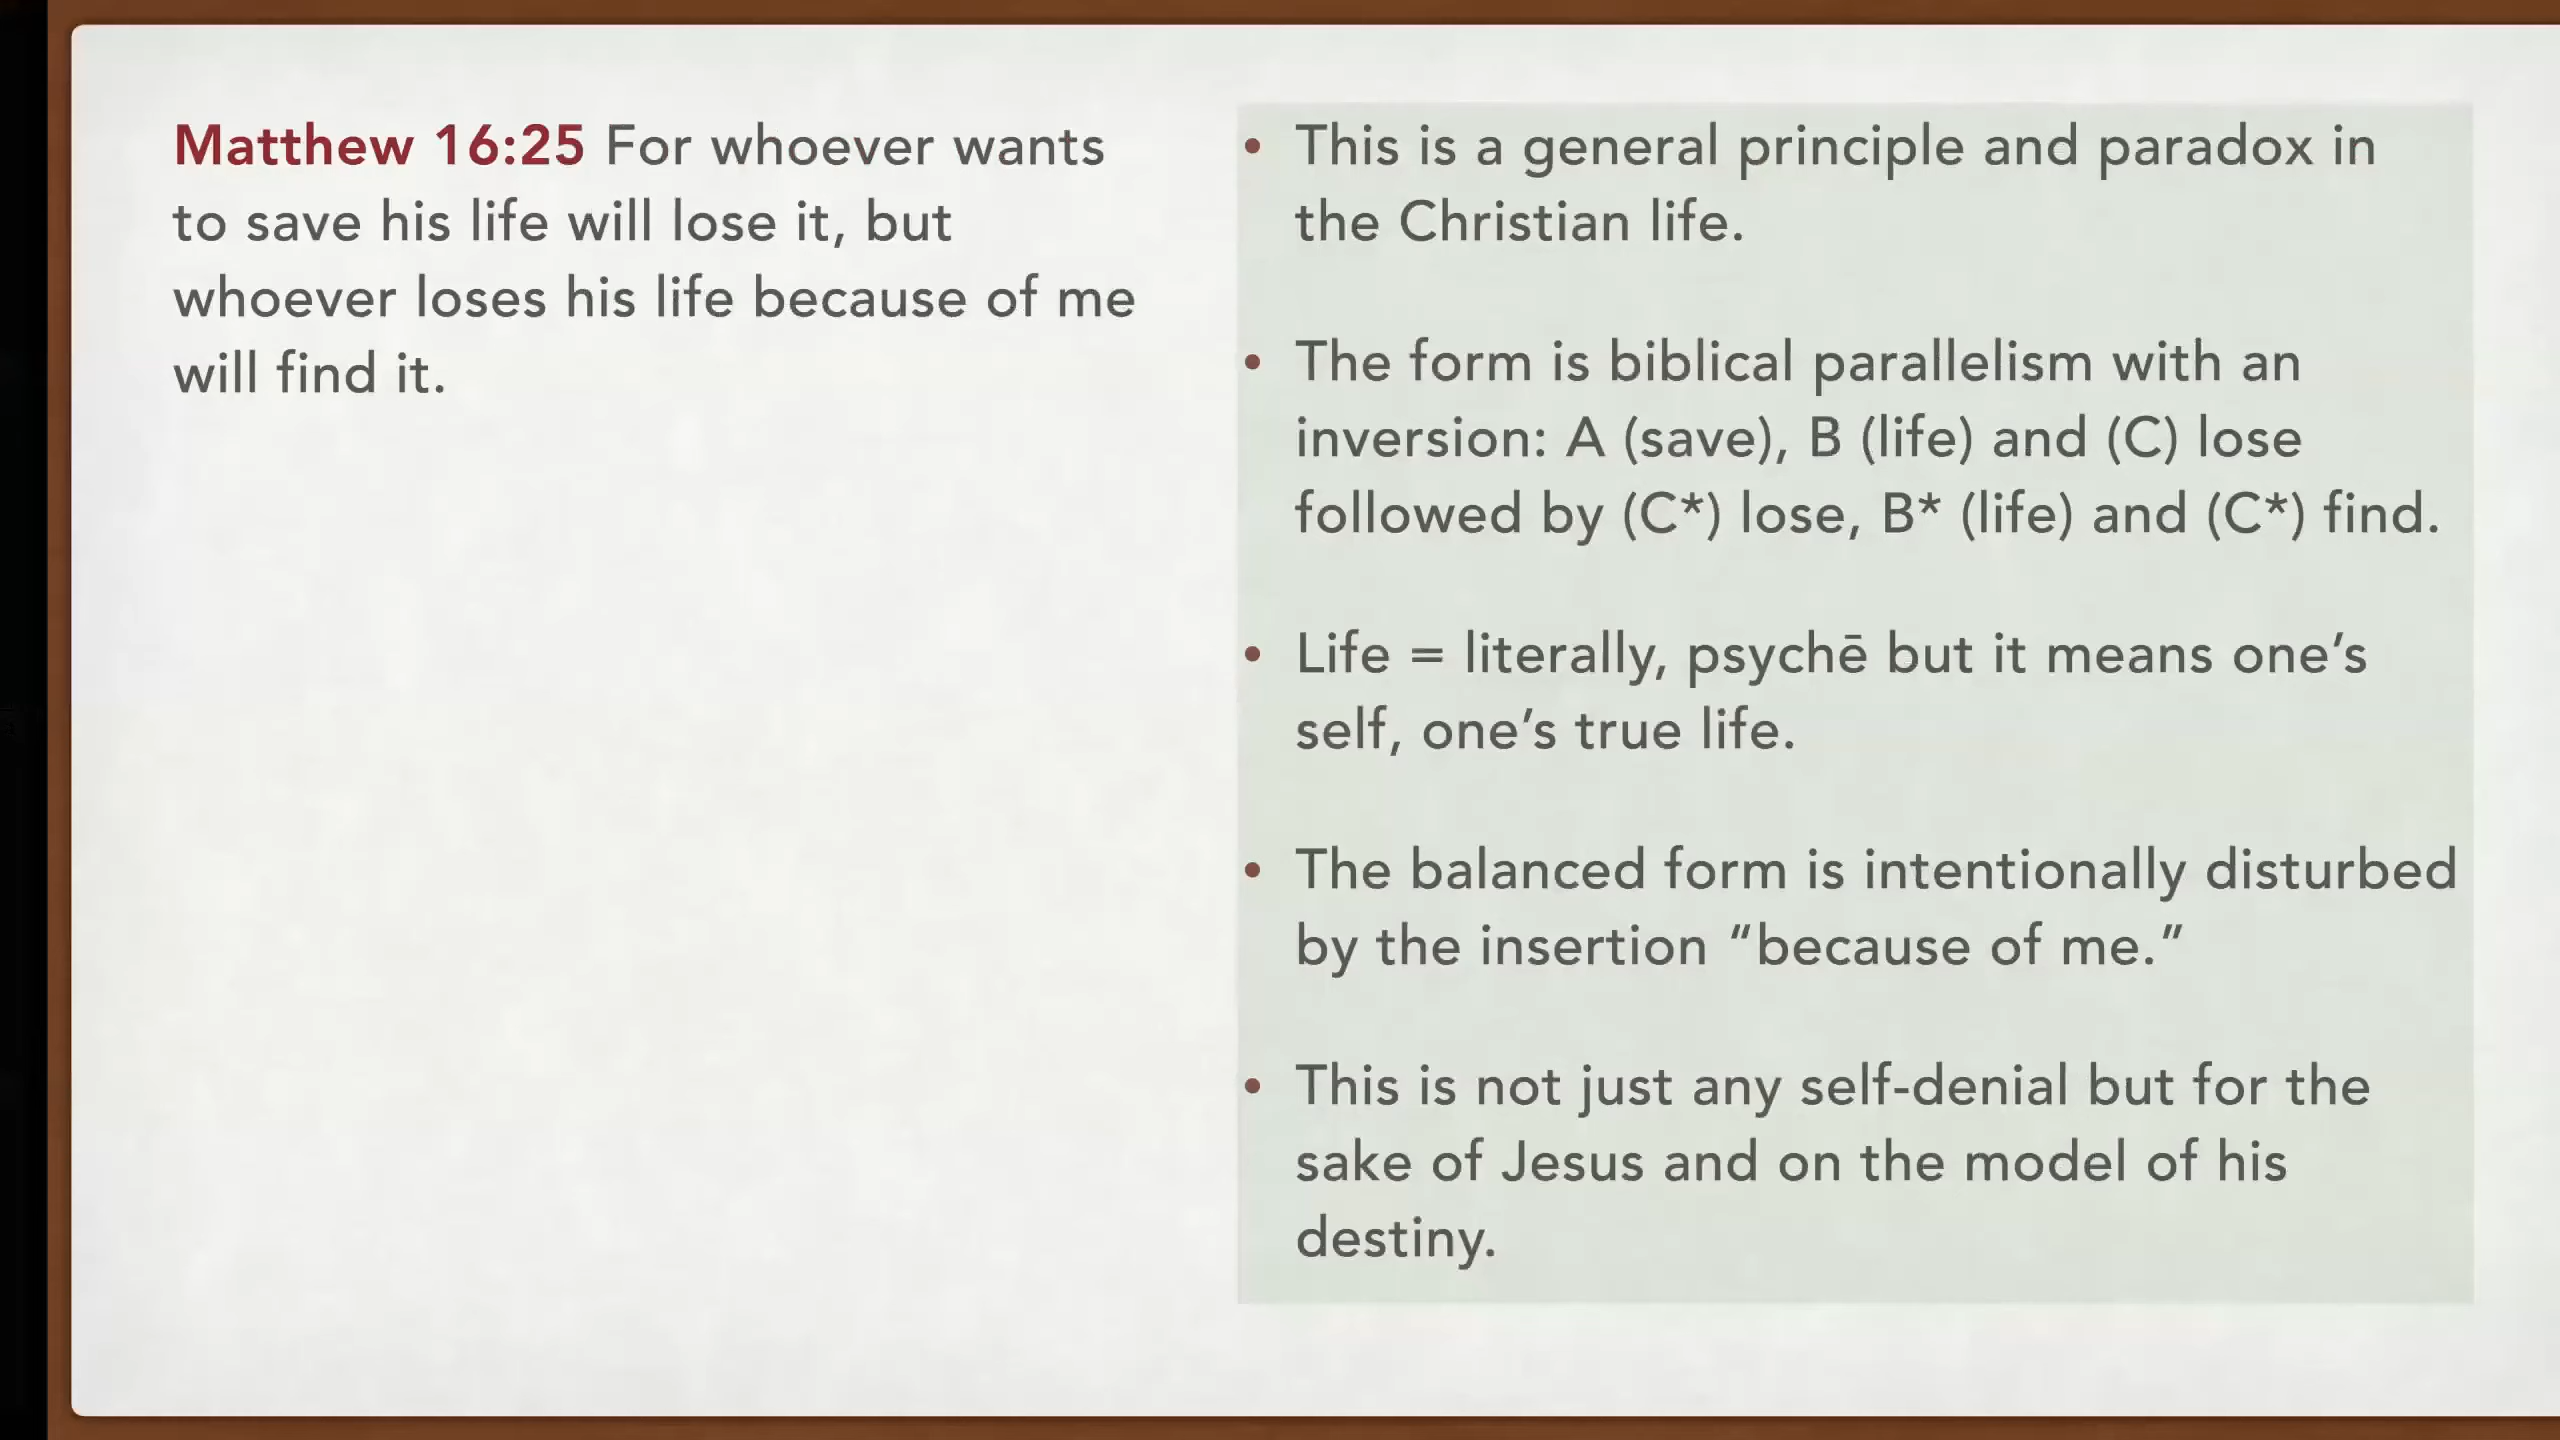 Matthew 16:25 For whoever wants
to save his life will lose it, but
whoever loses his life because of me
will find it.
• This is a general principle and paradox in
the Christian life.
• The form is biblical parallelism with an
inversion: A (save), B (life) and (C) lose
followed by (C*) lose, B* (life) and (C*) find.
• Life = literally, psychē but it means one’s
self, one’s true life.
• The balanced form is intentionally disturbed
by the insertion “because of me.”
• This is not just any self-denial but for the
sake of Jesus and on the model of his
destiny.